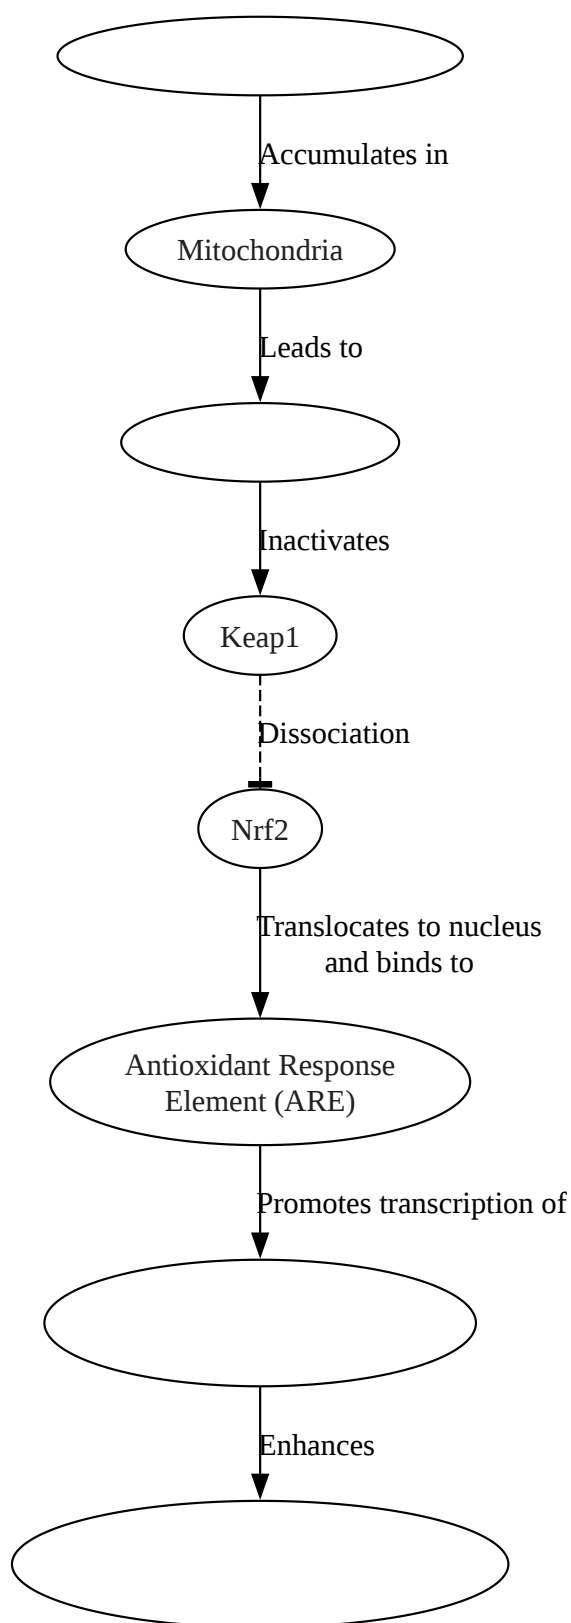 Accumulates in
Mitochondria
Leads to
Inactivates
Keap1
Dissociation
Nrf2
Translocates to nucleus
and binds to
Antioxidant Response
Element (ARE)
Promotes transcription of
Enhances